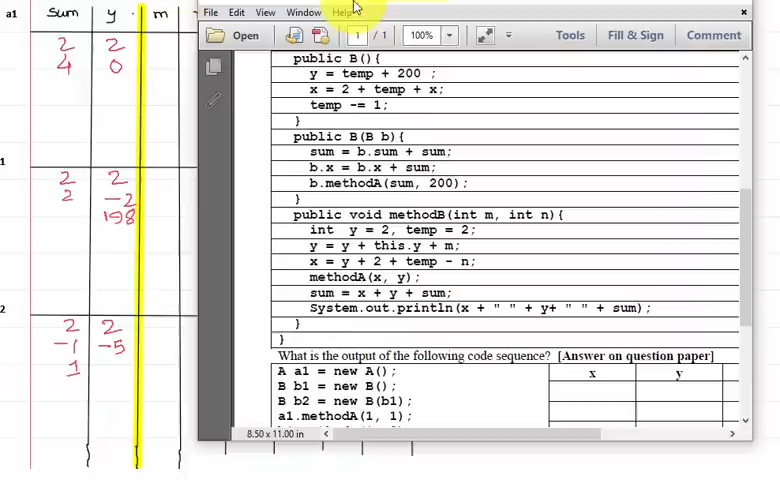 a1 sum y m
File Edit View Window Help
Open 1 / 1 100% Tools Fill & Sign Comment
2 2
4 0
1
2 2
2 -2
198
2
2 2
-1 -5
1
public B(){
y = temp + 200 ;
x = 2 + temp + x;
temp -= 1;
}
public B(B b){
sum = b.sum + sum;
b.x = b.x + sum;
b.methodA(sum, 200);
}
public void methodB(int m, int n){
int y = 2, temp = 2;
y = y + this.y + m;
x = y + 2 + temp - n;
methodA(x, y);
sum = x + y + sum;
System.out.println(x + " " + y+ " " + sum);
}
}
What is the output of the following code sequence? [Answer on question paper]
A a1 = new A();
B b1 = new B();
B b2 = new B(b1);
a1.methodA(1, 1);
x y
8.50 x 11.00 in